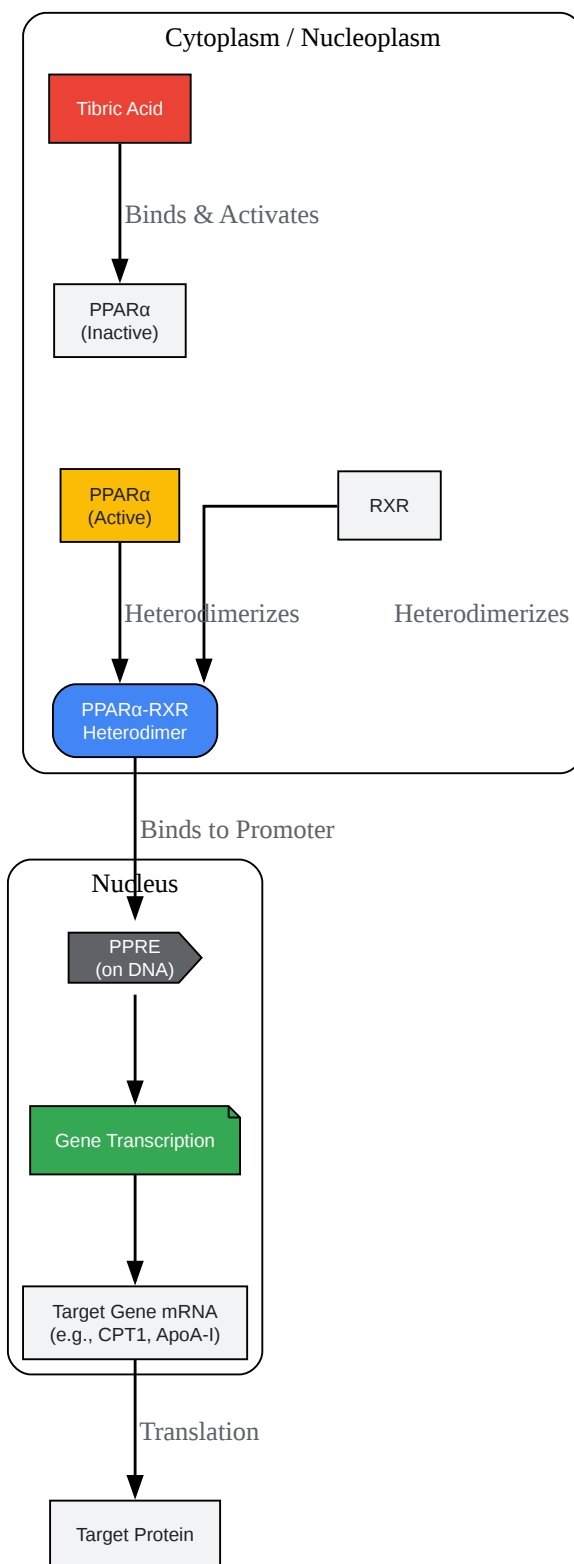 Cytoplasm / Nucleoplasm
Tibric Acid
Binds & Activates
PPARα
(Inactive)
PPARα
(Active)
RXR
Heterodimerizes
Heterodimerizes
PPARα-RXR
Heterodimer
Binds to Promoter
Nucleus
PPRE
(on DNA)
Gene Transcription
Target Gene mRNA
(e.g., CPT1, ApoA-I)
Translation
Target Protein